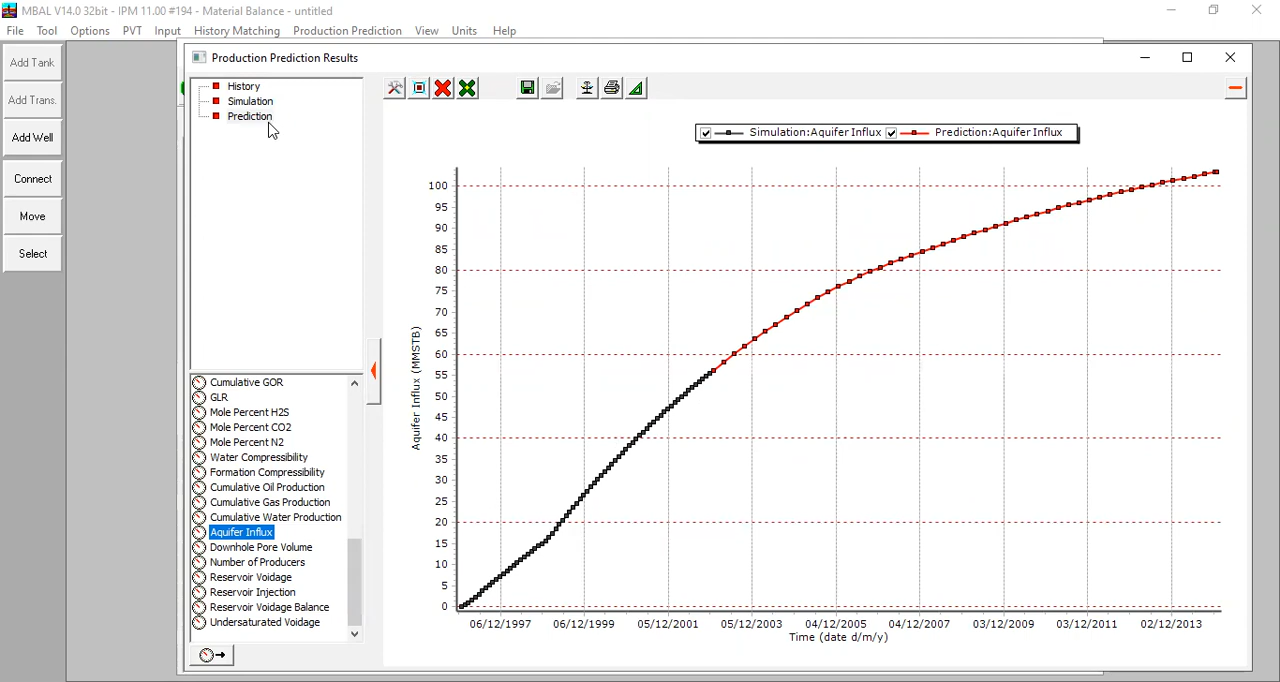 MBAL V14.0 32bit - IPM 11.00 #194 - Material Balance - untitled
File Tool Options PVT Input History Matching Production Prediction View Units Help
Add Tank
Add Trans.
Add Well
Connect
Move
Select
Production Prediction Results
History
Simulation
Prediction
Cumulative GOR
GLR
Mole Percent H2S
Mole Percent CO2
Mole Percent N2
Water Compressibility
Formation Compressibility
Cumulative Oil Production
Cumulative Gas Production
Cumulative Water Production
Aquifer Influx
Downhole Pore Volume
Number of Producers
Reservoir Voidage
Reservoir Injection
Reservoir Voidage Balance
Undersaturated Voidage
Simulation:Aquifer Influx Prediction:Aquifer Influx
Aquifer Influx (MMSTB)
100
95
90
85
80
75
70
65
60
55
50
45
40
35
30
25
20
15
10
5
0
06/12/1997 06/12/1999 05/12/2001 05/12/2003 04/12/2005 04/12/2007 03/12/2009 03/12/2011 02/12/2013
Time (date d/m/y)